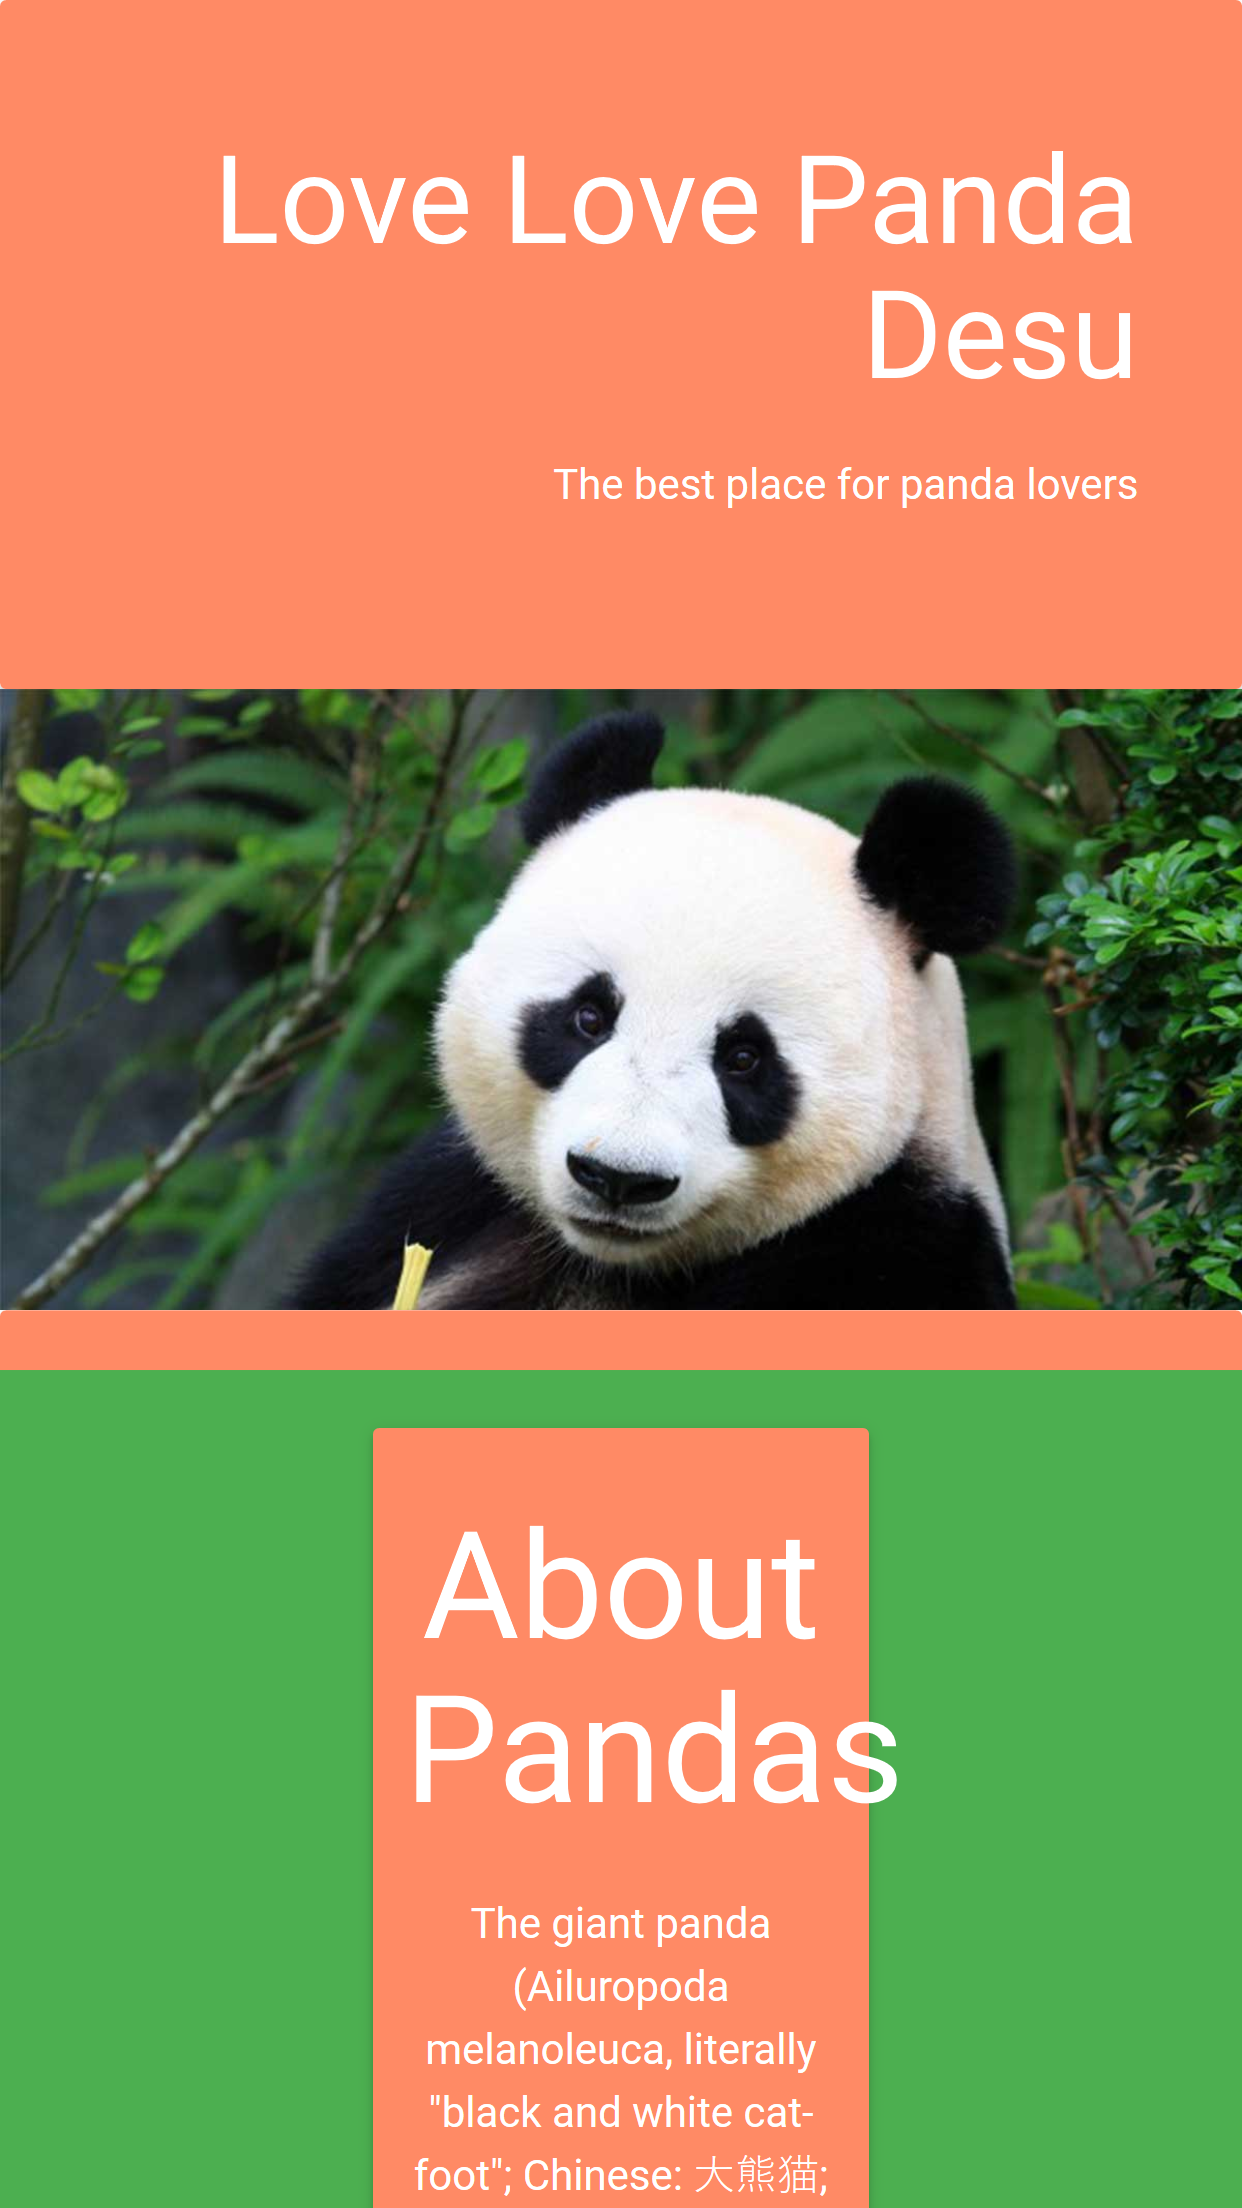 Love Love Panda
Desu
The best place for panda lovers
About
Pandas
The giant panda
(Ailuropoda
melanoleuca, literally
"black and white cat-
foot"; Chinese: 大熊猫;